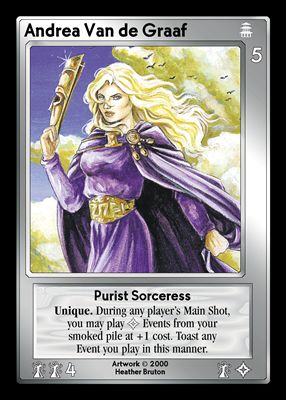 Andrea Van de Graaf
5
Purist Sorceress
Unique. During any player's Main Shot,
you may play Events from your
smoked pile at +1 cost. Toast any
Event you play in this manner.
4
Artwork © 2000
Heather Bruton